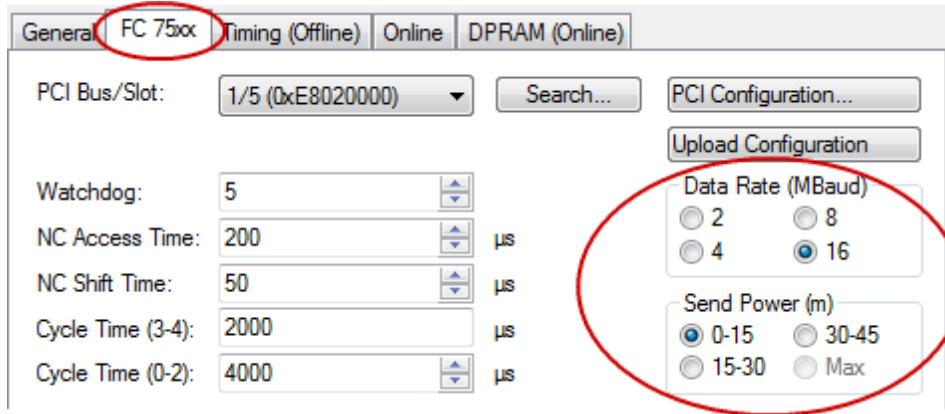 General FC 75xx Timing (Offline) Online DPRAM (Online)
PCI Bus/Slot: 1/5 (0xE8020000) Search... PCI Configuration...
Upload Configuration
Watchdog: 5
NC Access Time: 200 µs
NC Shift Time: 50 µs
Cycle Time (3-4): 2000 µs
Cycle Time (0-2): 4000 µs
Data Rate (MBaud)
2 8
4 16
Send Power (m)
0-15 30-45
15-30 Max